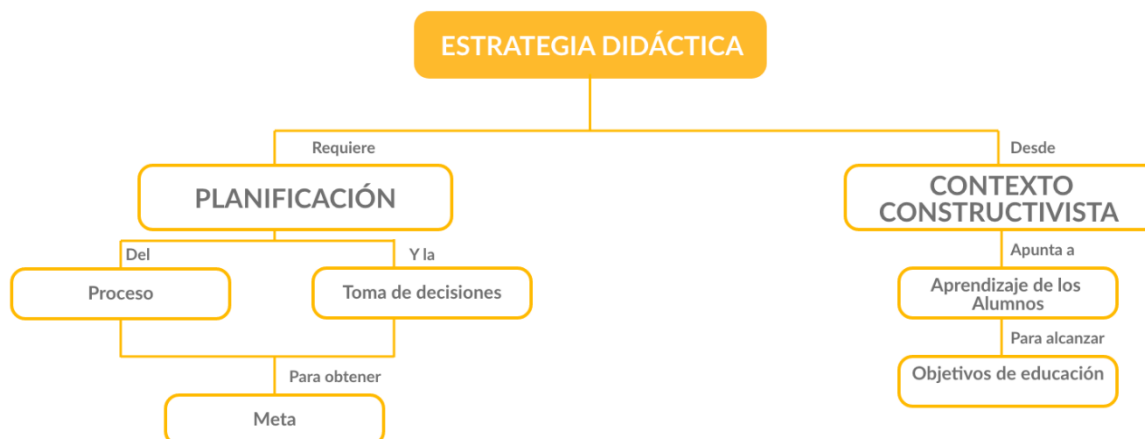 ESTRATEGIA DIDÁCTICA
Requiere
Desde
PLANIFICACIÓN
CONTEXTO
CONSTRUCTIVISTA
Del
Y la
Apunta a
Proceso
Toma de decisiones
Aprendizaje de los
Alumnos
Para alcanzar
Para obtener
Objetivos de educación
Meta